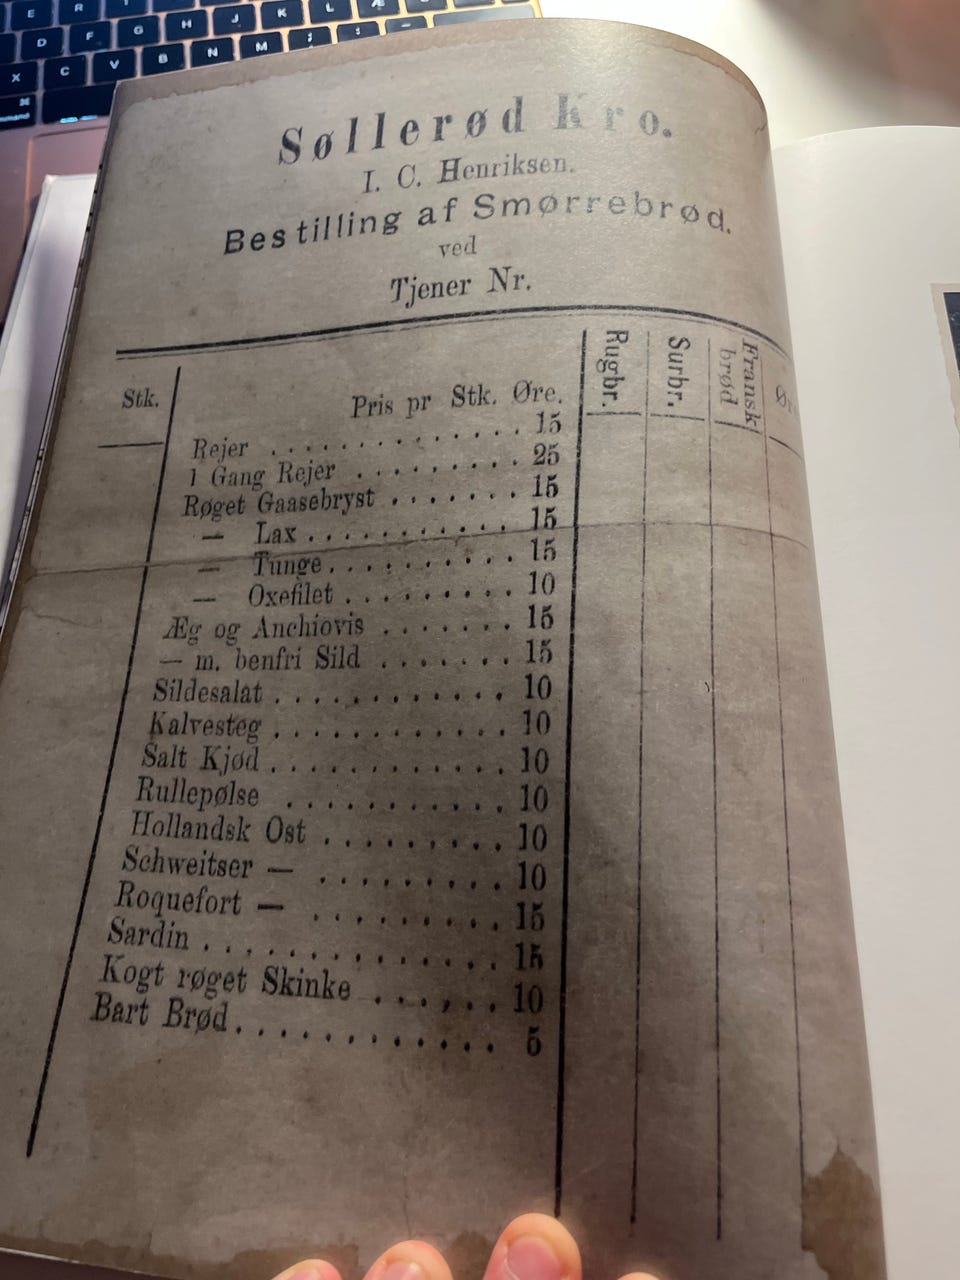 Søllerød Kro.
I. C. Henriksen.
Bestilling af Smørrebrød.
ved
Tjener Nr.
Stk.
Pris pr Stk. Øre.
Rugbr.
Surbr.
Fransk
brød
Rejer . . . . . . . . . . . . . 15
1 Gang Rejer . . . . . . . . . 25
Røget Gaasebryst . . . . . . . 15
— Lax . . . . . . . . . . . 15
— Tunge . . . . . . . . . . 15
— Oxefilet . . . . . . . . . 10
Æg og Anchiovis . . . . . . . 15
— m. benfri Sild . . . . . . . 15
Sildesalat . . . . . . . . . . . . 10
Kalvesteg . . . . . . . . . . . . 10
Salt Kjød . . . . . . . . . . . . 10
Rullepølse . . . . . . . . . . . 10
Hollandsk Ost . . . . . . . . . 10
Schweitser — . . . . . . . . . 10
Roquefort — . . . . . . . . . 15
Sardin . . . . . . . . . . . . . . 15
Kogt røget Skinke . . . . . . 10
Bart Brød . . . . . . . . . . . . 5
E
R
T
Y
D
F
G
H
J
K
L
Æ
X
C
V
B
N
M
;
:
⌘